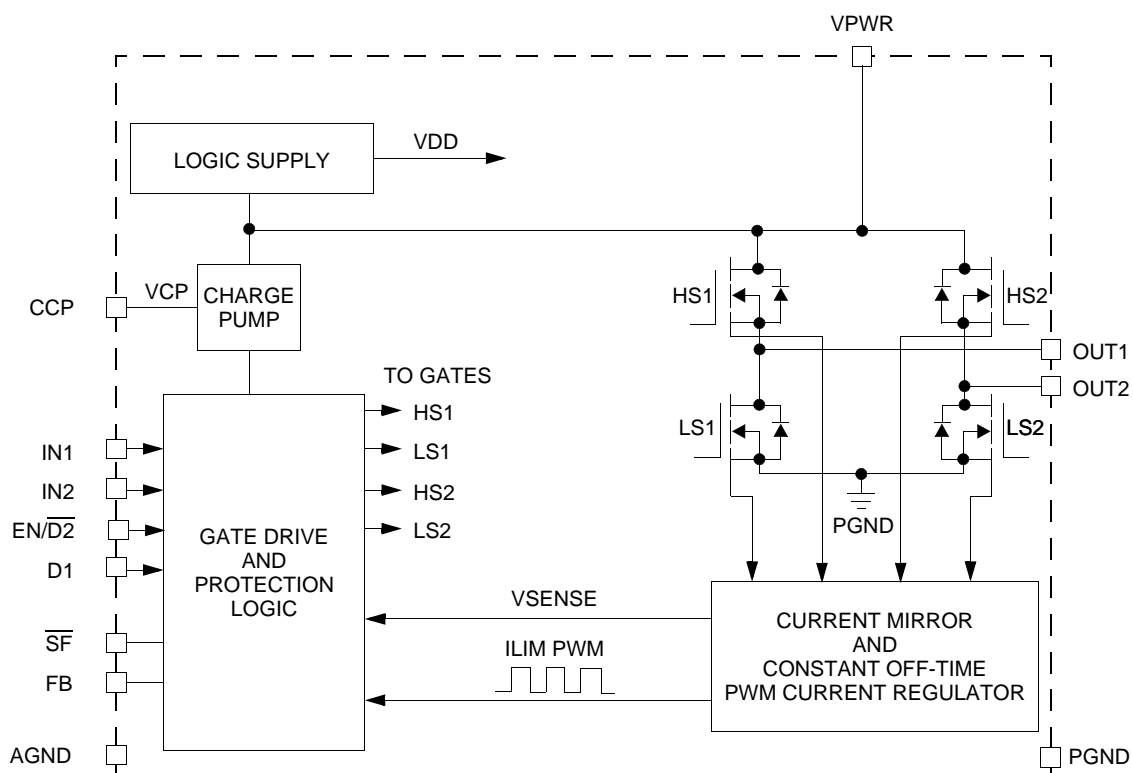 VPWR
LOGIC SUPPLY
VDD
CCP
VCP
CHARGE
PUMP
HS1
HS2
OUT1
OUT2
TO GATES
HS1
LS1
HS2
LS2
LS1
LS2
PGND
IN1
IN2
EN/D2
D1
SF
FB
AGND
GATE DRIVE
AND
PROTECTION
LOGIC
VSENSE
ILIM PWM
CURRENT MIRROR
AND
CONSTANT OFF-TIME
PWM CURRENT REGULATOR
PGND